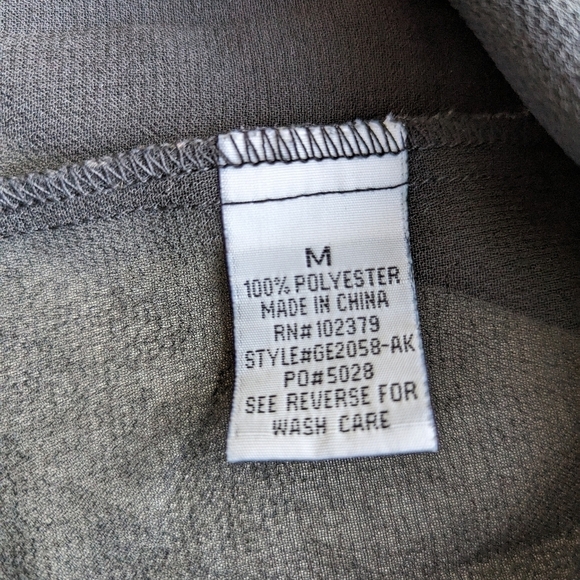 M
100% POLYESTER
MADE IN CHINA
RN#102379
STYLE#GE2058-AK
PO#5028
SEE REVERSE FOR
WASH CARE